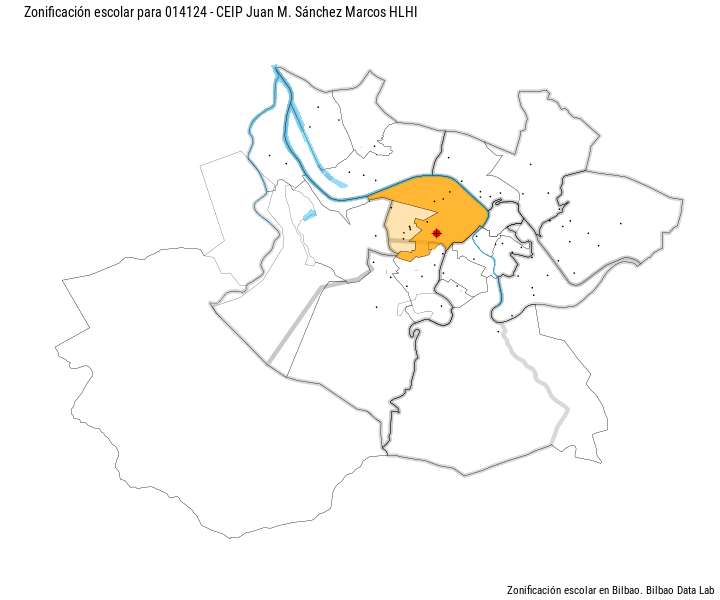 Zonificación escolar para 014124 - CEIP Juan M. Sánchez Marcos HLHI
Zonificación escolar en Bilbao. Bilbao Data Lab